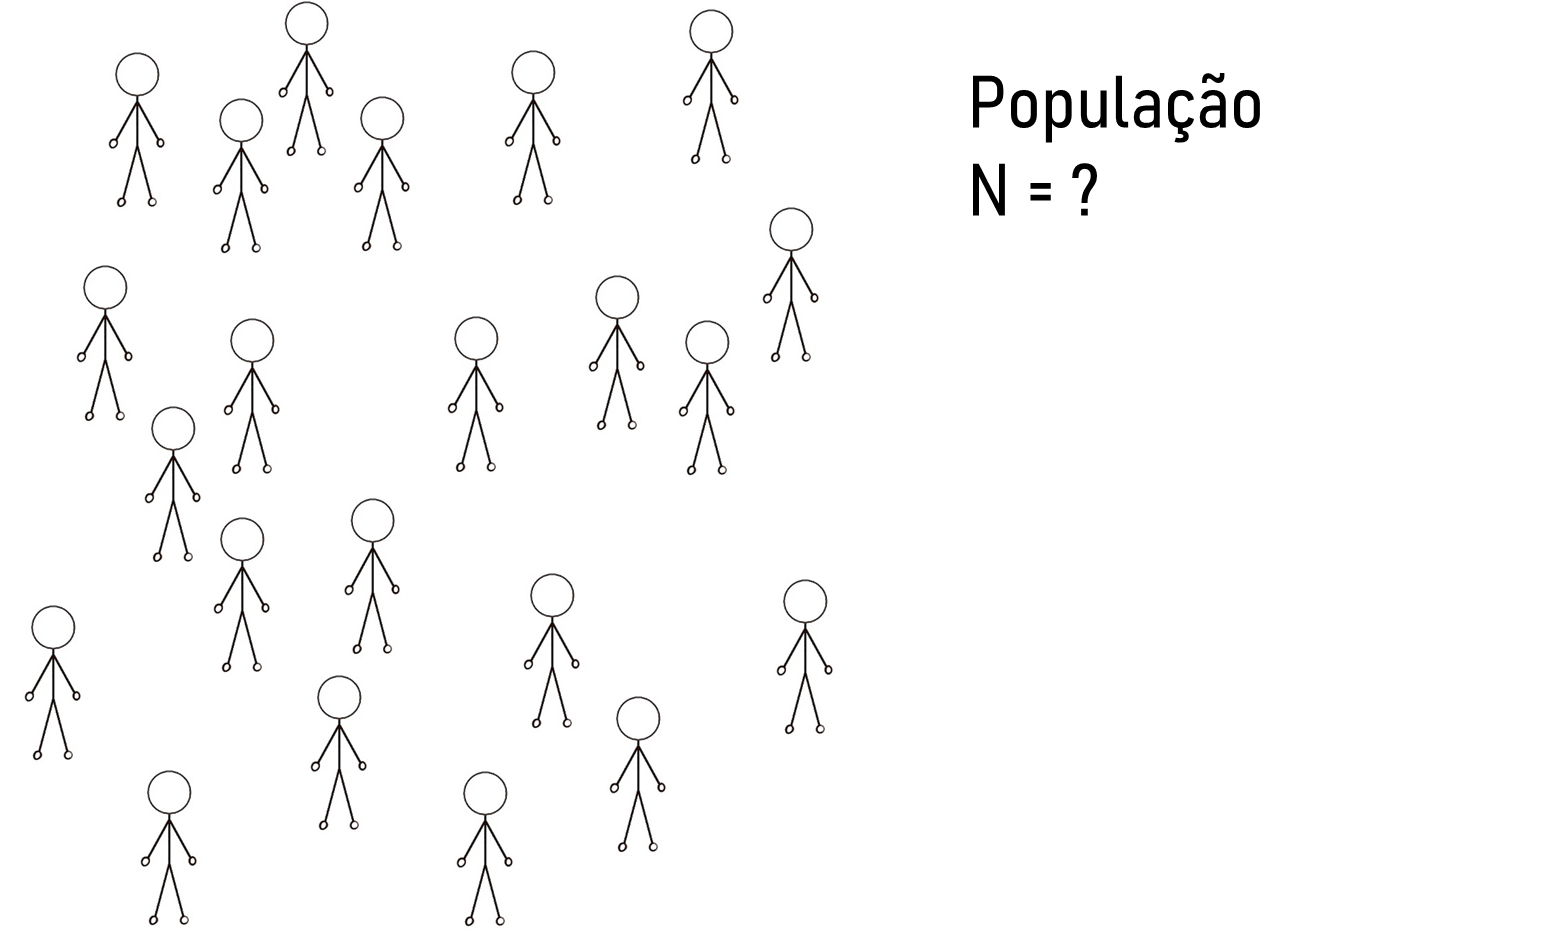 População
N = ?